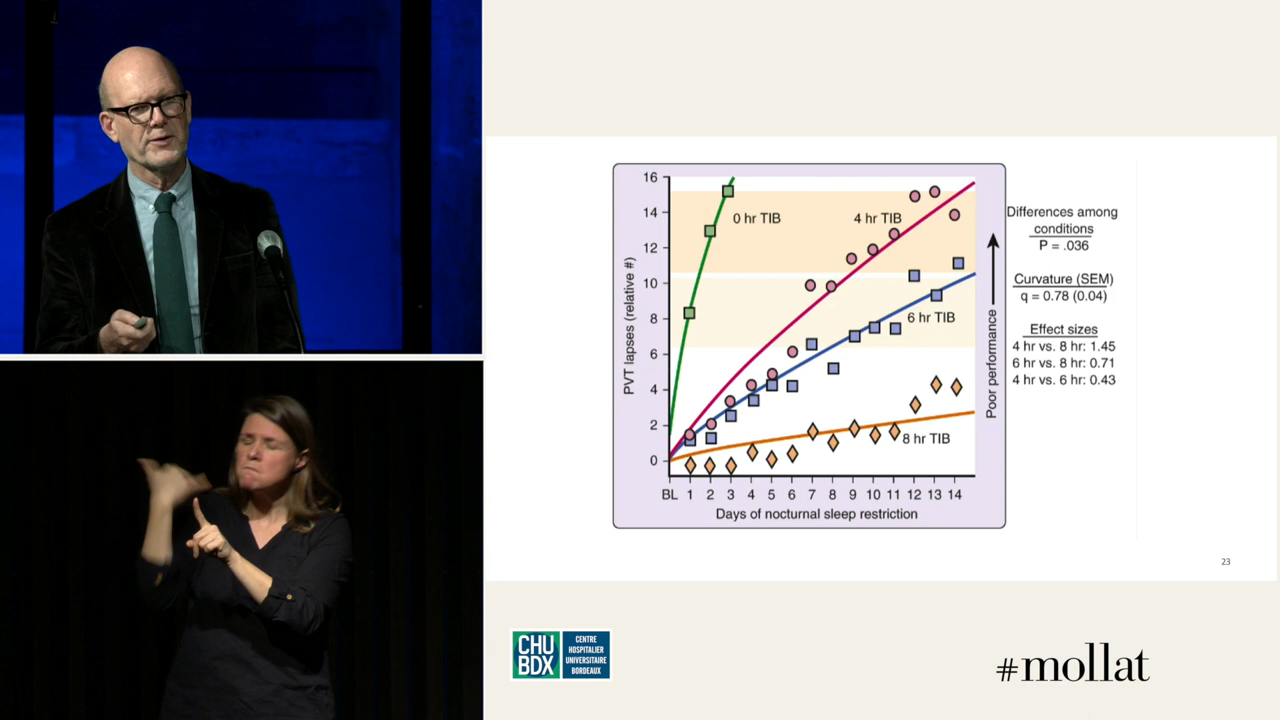 16
14
12
10
8
6
4
2
0
PVT lapses (relative #)
0 hr TIB
4 hr TIB
6 hr TIB
8 hr TIB
BL 1 2 3 4 5 6 7 8 9 10 11 12 13 14
Days of nocturnal sleep restriction
Poor performance
Differences among
conditions
P = .036
Curvature (SEM)
q = 0.78 (0.04)
Effect sizes
4 hr vs. 8 hr: 1.45
6 hr vs. 8 hr: 0.71
4 hr vs. 6 hr: 0.43
23
CHU
BDX
CENTRE
HOSPITALIER
UNIVERSITAIRE
BORDEAUX
#mollat